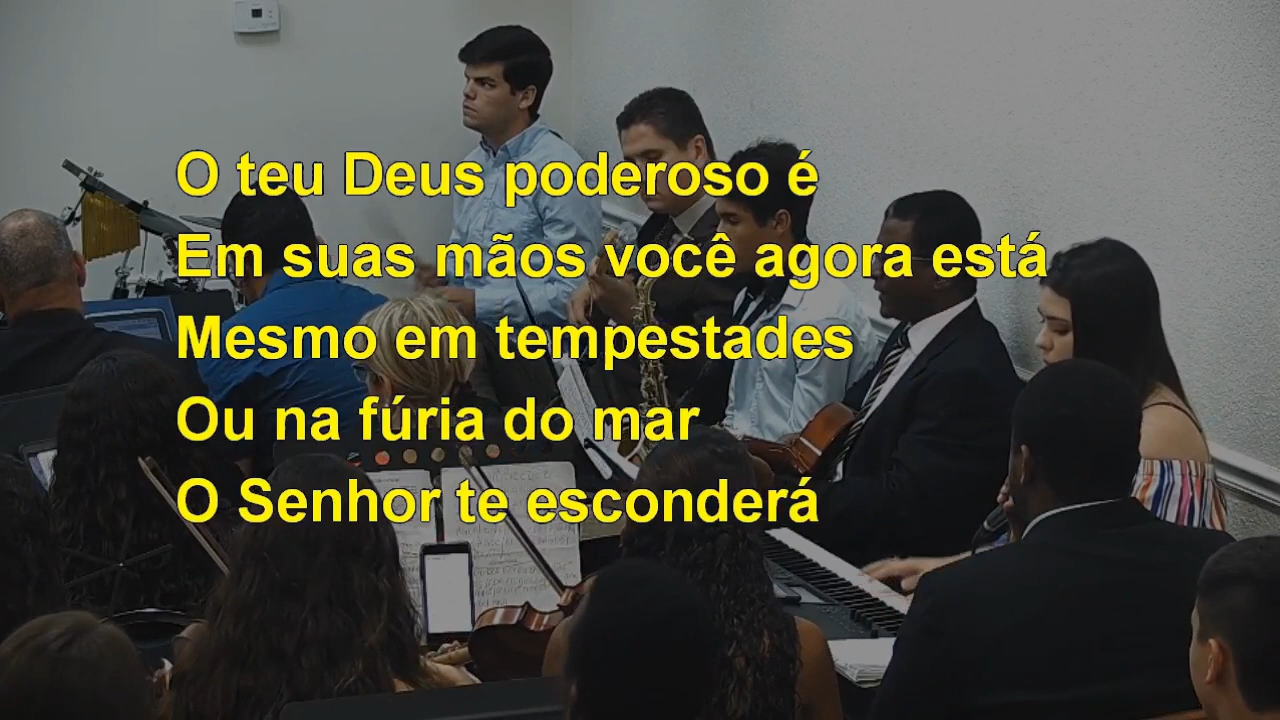 O teu Deus poderoso é
Em suas mãos você agora está
Mesmo em tempestades
Ou na fúria do mar
O Senhor te esconderá